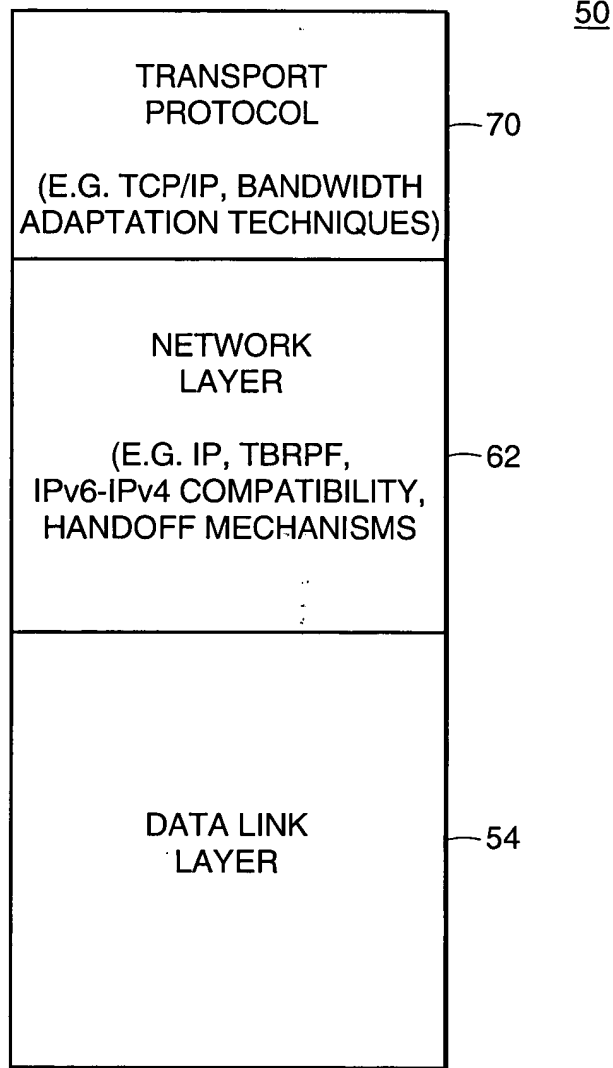 50
TRANSPORT
PROTOCOL
(E.G. TCP/IP, BANDWIDTH
ADAPTATION TECHNIQUES)
70
NETWORK
LAYER
(E.G. IP, TBRPF,
IPv6-IPv4 COMPATIBILITY,
HANDOFF MECHANISMS
62
DATA LINK
LAYER
54